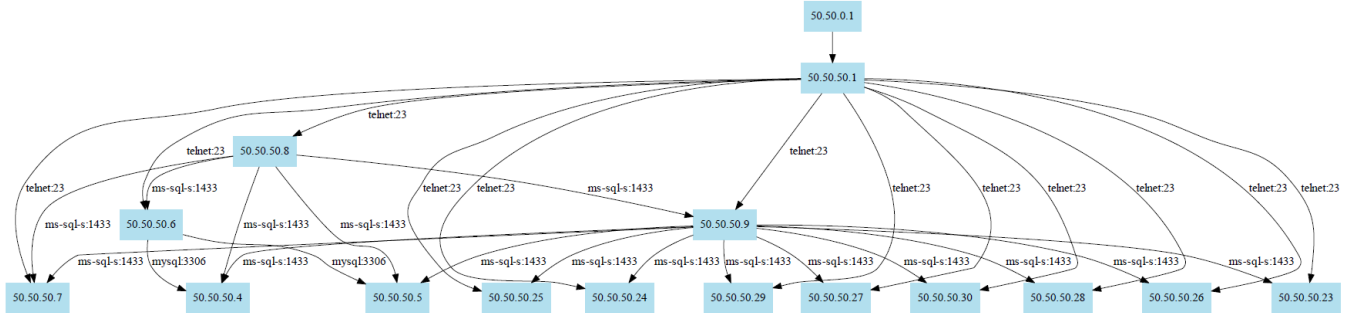 50.50.0.1
50.50.50.1
telnet:23
telnet:23
50.50.50.8
telnet:23
telnet:23
ms-sql-s:1433
ms-sql-s:1433
telnet:23
telnet:23
telnet:23
telnet:23
telnet:23
telnet:23
telnet:23
50.50.50.6
ms-sql-s:1433
ms-sql-s:1433
ms-sql-s:1433
50.50.50.9
ms-sql-s:1433
mysql:3306
ms-sql-s:1433
mysql:3306
ms-sql-s:1433
ms-sql-s:1433
ms-sql-s:1433
ms-sql-s:1433
ms-sql-s:1433
ms-sql-s:1433
ms-sql-s:1433
ms-sql-s:1433
ms-sql-s:1433
50.50.50.7
50.50.50.4
50.50.50.5
50.50.50.25
50.50.50.24
50.50.50.29
50.50.50.27
50.50.50.30
50.50.50.28
50.50.50.26
50.50.50.23